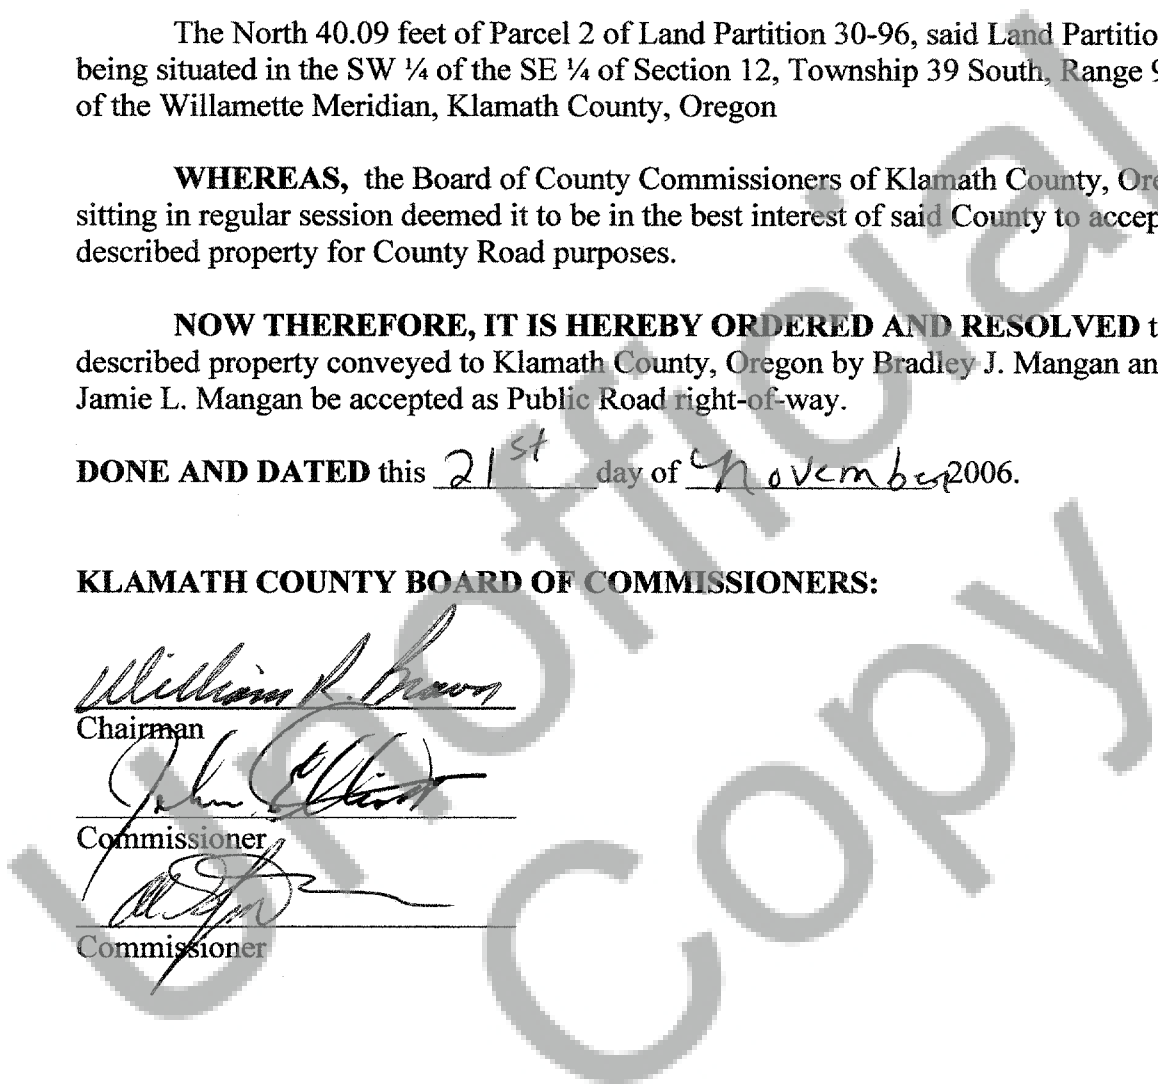 The North 40.09 feet of Parcel 2 of Land Partition 30-96, said Land Partitio
being situated in the SW ¼ of the SE ¼ of Section 12, Township 39 South, Range 9
of the Willamette Meridian, Klamath County, Oregon
WHEREAS, the Board of County Commissioners of Klamath County, Ore
sitting in regular session deemed it to be in the best interest of said County to accep
described property for County Road purposes.
NOW THEREFORE, IT IS HEREBY ORDERED AND RESOLVED t
described property conveyed to Klamath County, Oregon by Bradley J. Mangan an
Jamie L. Mangan be accepted as Public Road right-of-way.
DONE AND DATED this 21st day of November 2006.
KLAMATH COUNTY BOARD OF COMMISSIONERS:
William R. Brown
Chairman
John Elliott
Commissioner
Commissioner
Unofficial
Copy